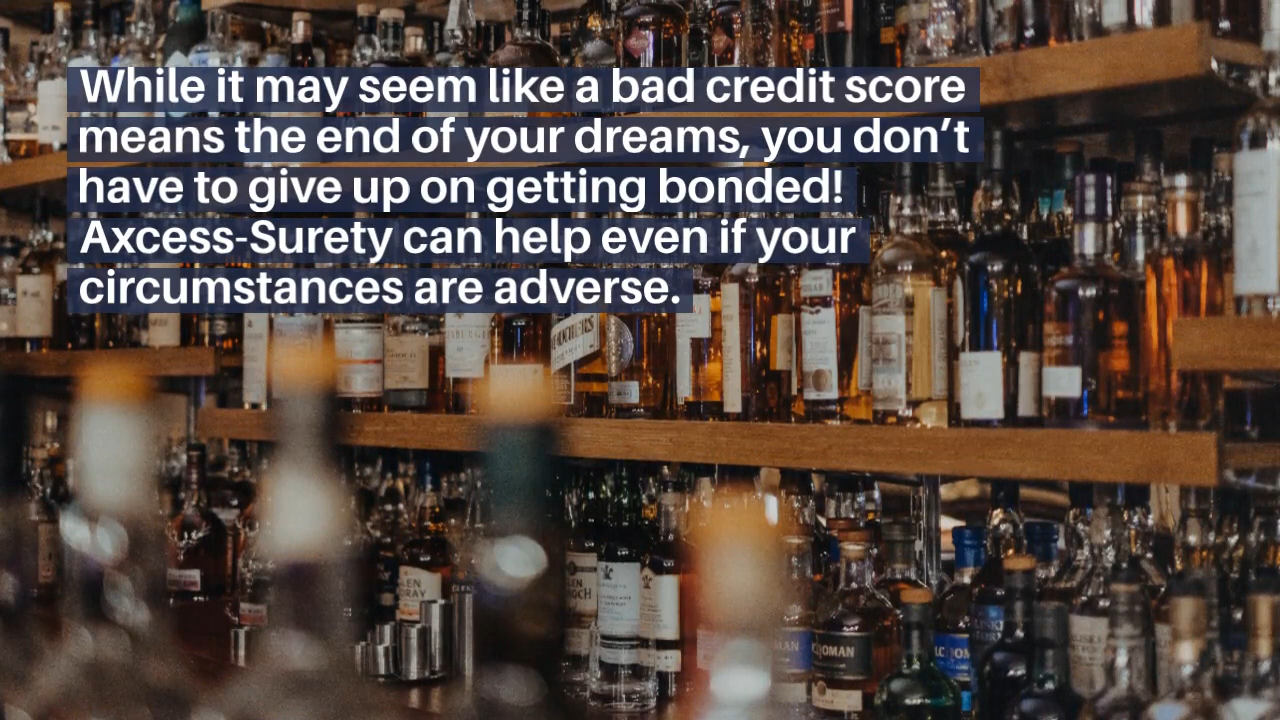 While it may seem like a bad credit score
means the end of your dreams, you don’t
have to give up on getting bonded!
Axcess-Surety can help even if your
circumstances are adverse.